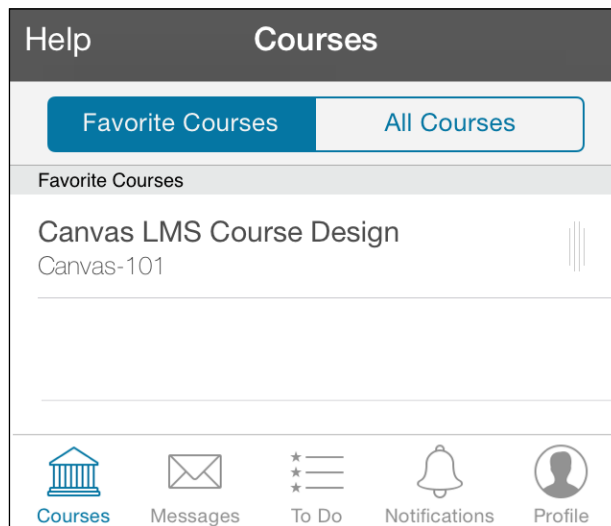 Help Courses
Favorite Courses All Courses
Favorite Courses
Canvas LMS Course Design
Canvas-101
Courses Messages To Do Notifications Profile